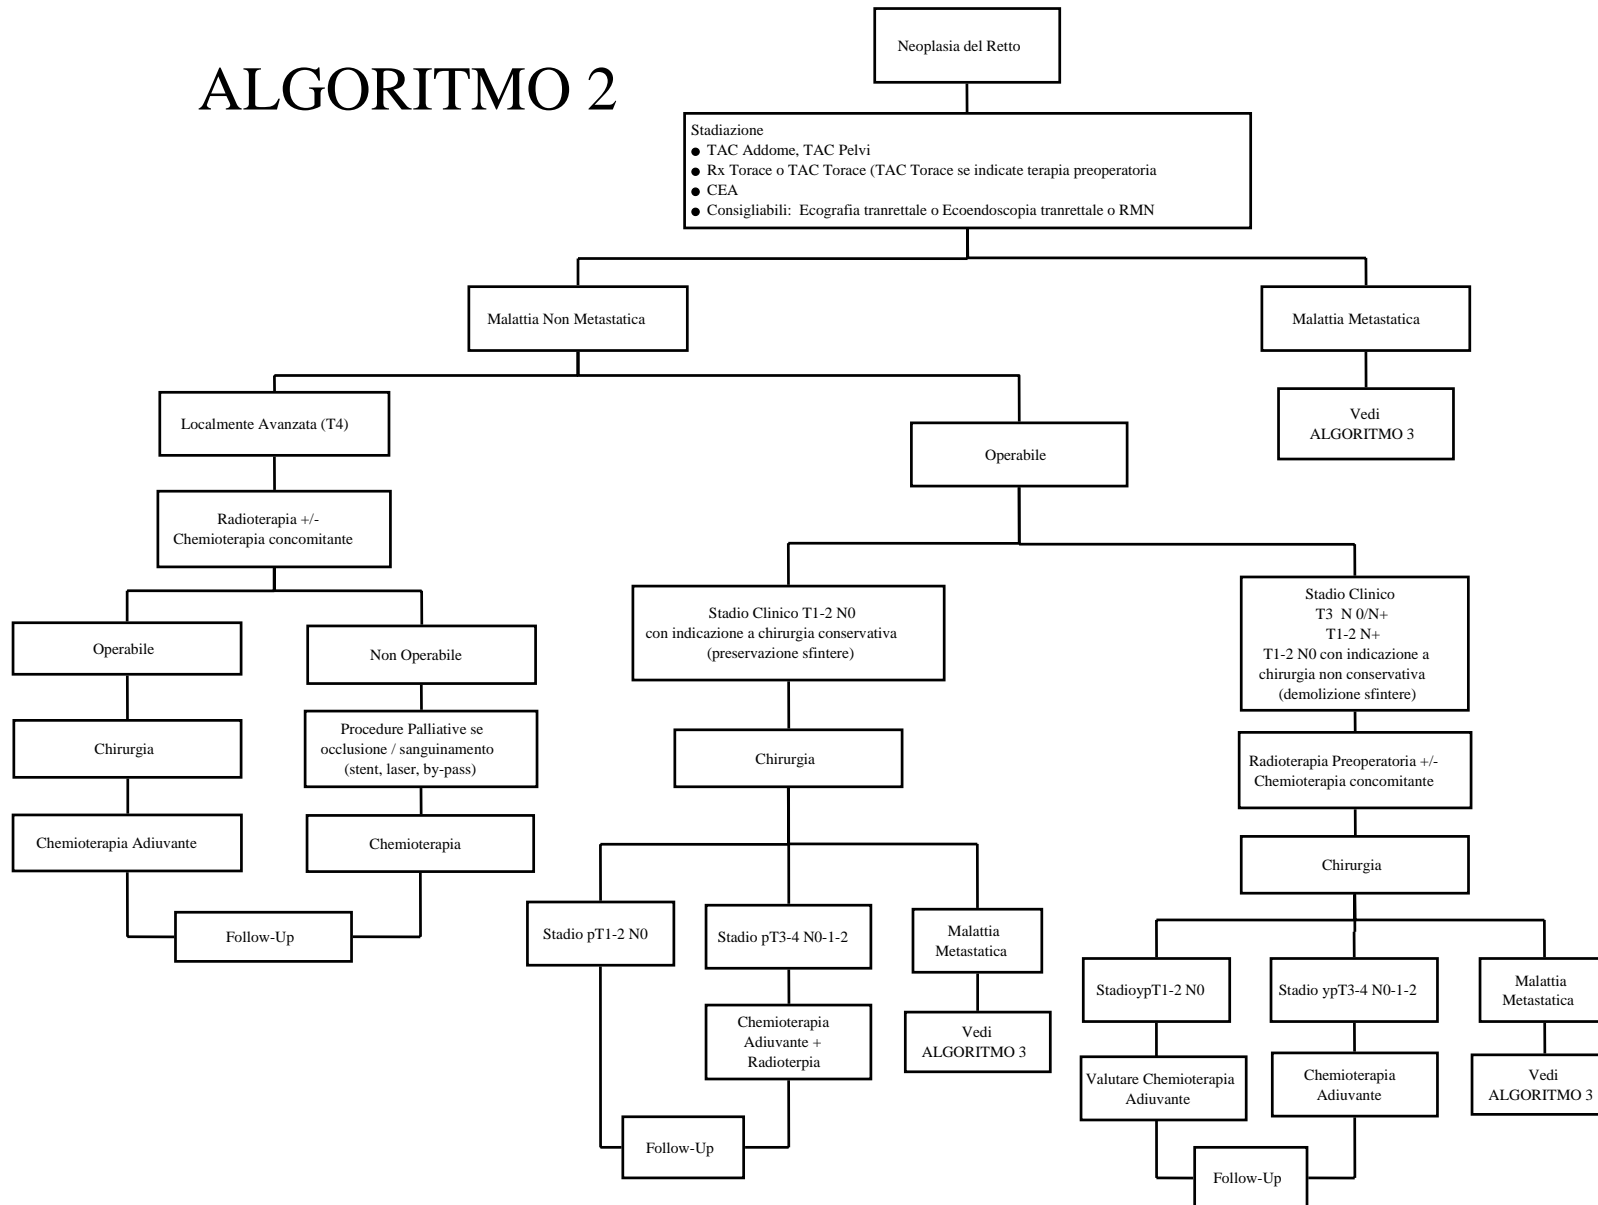 ALGORITMO 2
Neoplasia del Retto
Stadiazione
● TAC Addome, TAC Pelvi
● Rx Torace o TAC Torace (TAC Torace se indicate terapia preoperatoria
● CEA
● Consigliabili: Ecografia tranrettale o Ecoendoscopia tranrettale o RMN
Malattia Non Metastatica
Malattia Metastatica
Vedi
ALGORITMO 3
Localmente Avanzata (T4)
Operabile
Radioterapia +/-
Chemioterapia concomitante
Operabile
Non Operabile
Chirurgia
Procedure Palliative se
occlusione / sanguinamento
(stent, laser, by-pass)
Chemioterapia Adiuvante
Chemioterapia
Follow-Up
Stadio Clinico T1-2 N0
con indicazione a chirurgia conservativa
(preservazione sfintere)
Chirurgia
Stadio pT1-2 N0
Stadio pT3-4 N0-1-2
Malattia
Metastatica
Chemioterapia
Adiuvante +
Radioterpia
Vedi
ALGORITMO 3
Follow-Up
Stadio Clinico
T3 N 0/N+
T1-2 N+
T1-2 N0 con indicazione a
chirurgia non conservativa
(demolizione sfintere)
Radioterapia Preoperatoria +/-
Chemioterapia concomitante
Chirurgia
StadioypT1-2 N0
Stadio ypT3-4 N0-1-2
Malattia
Metastatica
Valutare Chemioterapia
Adiuvante
Chemioterapia
Adiuvante
Vedi
ALGORITMO 3
Follow-Up